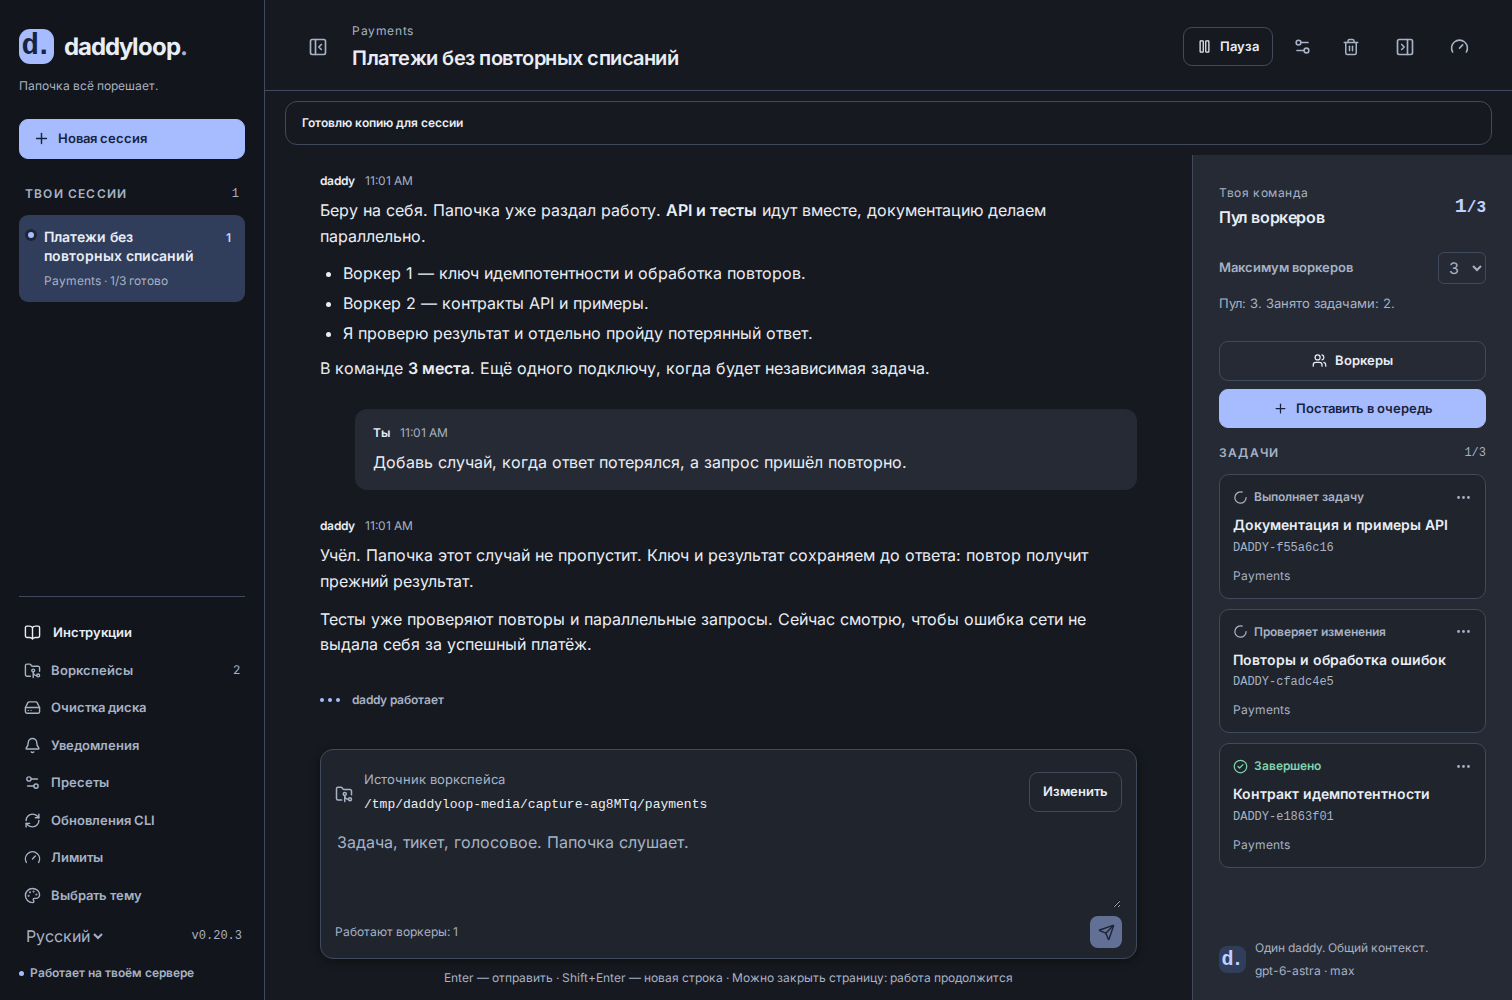 d. daddyloop.
Папочка всё порешает.
Новая сессия
ТВОИ СЕССИИ 1
Платежи без 1
повторных списаний
Payments · 1/3 готово
Инструкции
Воркспейсы 2
Очистка диска
Уведомления
Пресеты
Обновления CLI
Лимиты
Выбрать тему
Русский v0.20.3
Работает на твоём сервере
Payments
Платежи без повторных списаний
Пауза
Готовлю копию для сессии
daddy 11:01 AM
Беру на себя. Папочка уже раздал работу. API и тесты идут вместе, документацию делаем
параллельно.
• Воркер 1 — ключ идемпотентности и обработка повторов.
• Воркер 2 — контракты API и примеры.
• Я проверю результат и отдельно пройду потерянный ответ.
В команде 3 места. Ещё одного подключу, когда будет независимая задача.
Ты 11:01 AM
Добавь случай, когда ответ потерялся, а запрос пришёл повторно.
daddy 11:01 AM
Учёл. Папочка этот случай не пропустит. Ключ и результат сохраняем до ответа: повтор получит
прежний результат.
Тесты уже проверяют повторы и параллельные запросы. Сейчас смотрю, чтобы ошибка сети не
выдала себя за успешный платёж.
daddy работает
Источник воркспейса
/tmp/daddyloop-media/capture-ag8MTq/payments
Изменить
Задача, тикет, голосовое. Папочка слушает.
Работают воркеры: 1
Enter — отправить · Shift+Enter — новая строка · Можно закрыть страницу: работа продолжится
Твоя команда
Пул воркеров 1/3
Максимум воркеров 3
Пул: 3. Занято задачами: 2.
Воркеры
Поставить в очередь
ЗАДАЧИ 1/3
Выполняет задачу
Документация и примеры API
DADDY-f55a6c16
Payments
Проверяет изменения
Повторы и обработка ошибок
DADDY-cfadc4e5
Payments
Завершено
Контракт идемпотентности
DADDY-e1863f01
Payments
d. Один daddy. Общий контекст.
gpt-6-astra · max